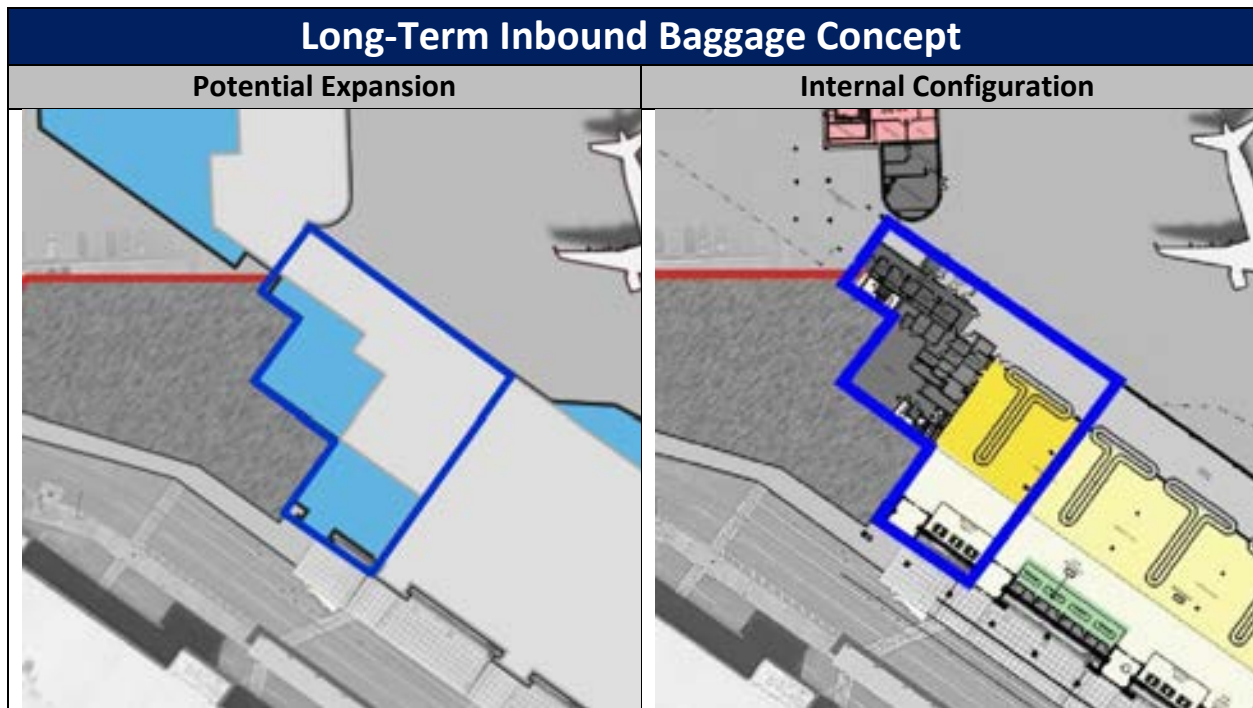 Long-Term Inbound Baggage Concept
Potential Expansion
Internal Configuration